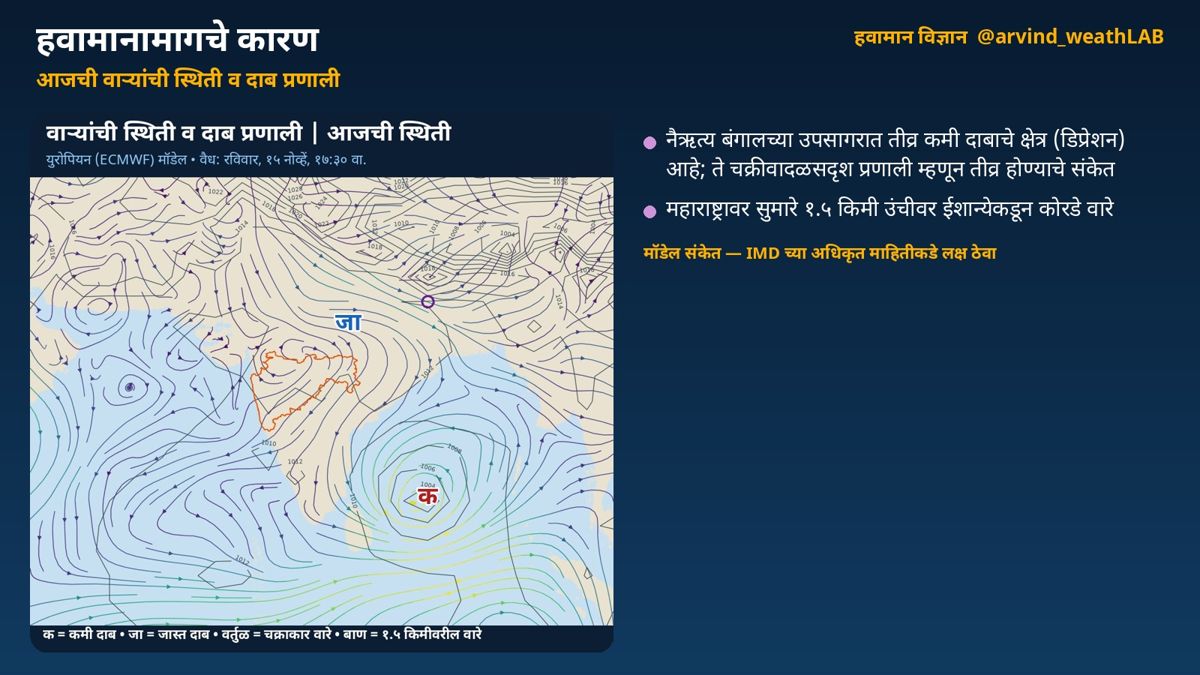 हवामानामागचे कारण
हवामान विज्ञान @arvind_weathLAB
आजची वाऱ्यांची स्थिती व दाब प्रणाली
वाऱ्यांची स्थिती व दाब प्रणाली | आजची स्थिती
युरोपियन (ECMWF) मॉडेल • वैध: रविवार, १५ नोव्हें, १७:३० वा.
जा
क
क = कमी दाब • जा = जास्त दाब • वर्तुळ = चक्राकार वारे • बाण = १.५ किमीवरील वारे
नैऋत्य बंगालच्या उपसागरात तीव्र कमी दाबाचे क्षेत्र (डिप्रेशन)
आहे; ते चक्रीवादळसदृश प्रणाली म्हणून तीव्र होण्याचे संकेत
महाराष्ट्रावर सुमारे १.५ किमी उंचीवर ईशान्येकडून कोरडे वारे
मॉडेल संकेत — IMD च्या अधिकृत माहितीकडे लक्ष ठेवा